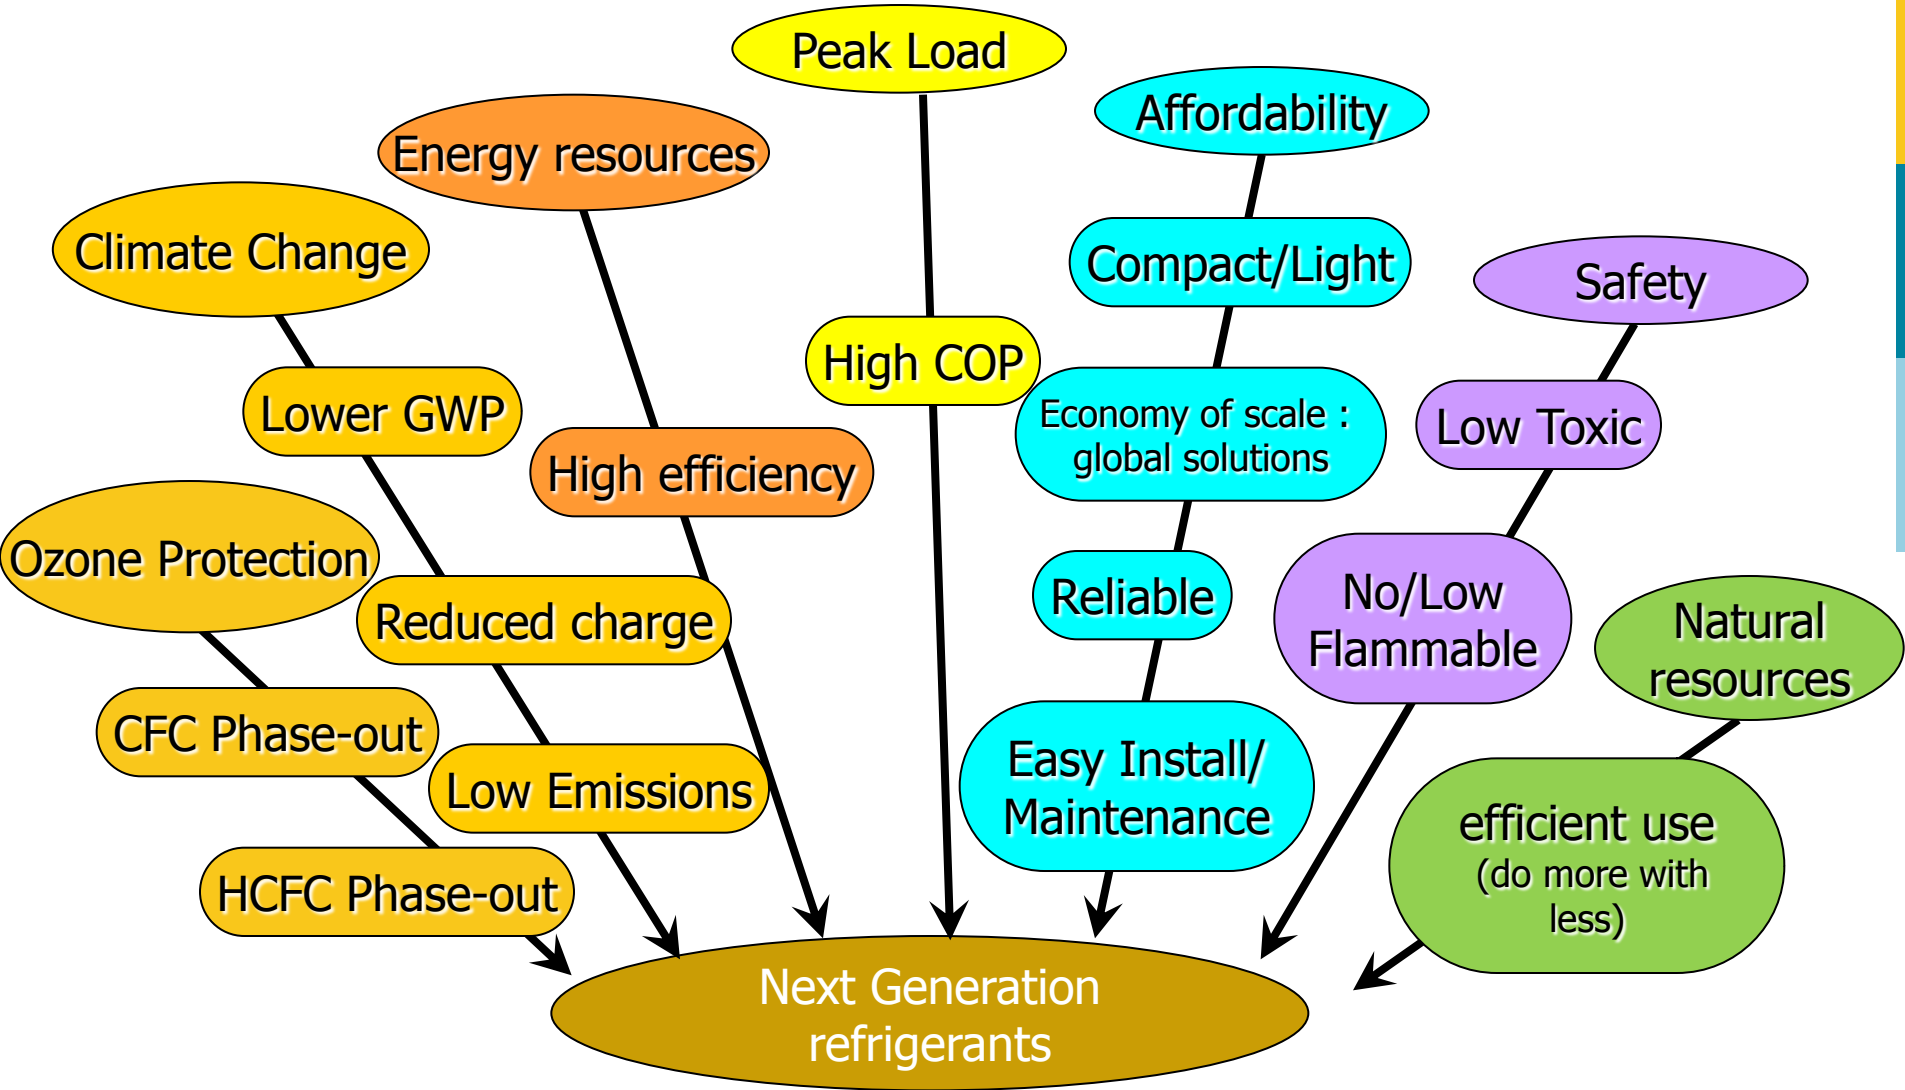 Peak Load
Affordability
Energy resources
Climate Change
Compact/Light
Safety
High COP
Lower GWP
Economy of scale :
global solutions
Low Toxic
High efficiency
Ozone Protection
Reduced charge
Reliable
No/Low
Flammable
Natural
resources
CFC Phase-out
Low Emissions
Easy Install/
Maintenance
efficient use
(do more with
less)
HCFC Phase-out
Next Generation
refrigerants